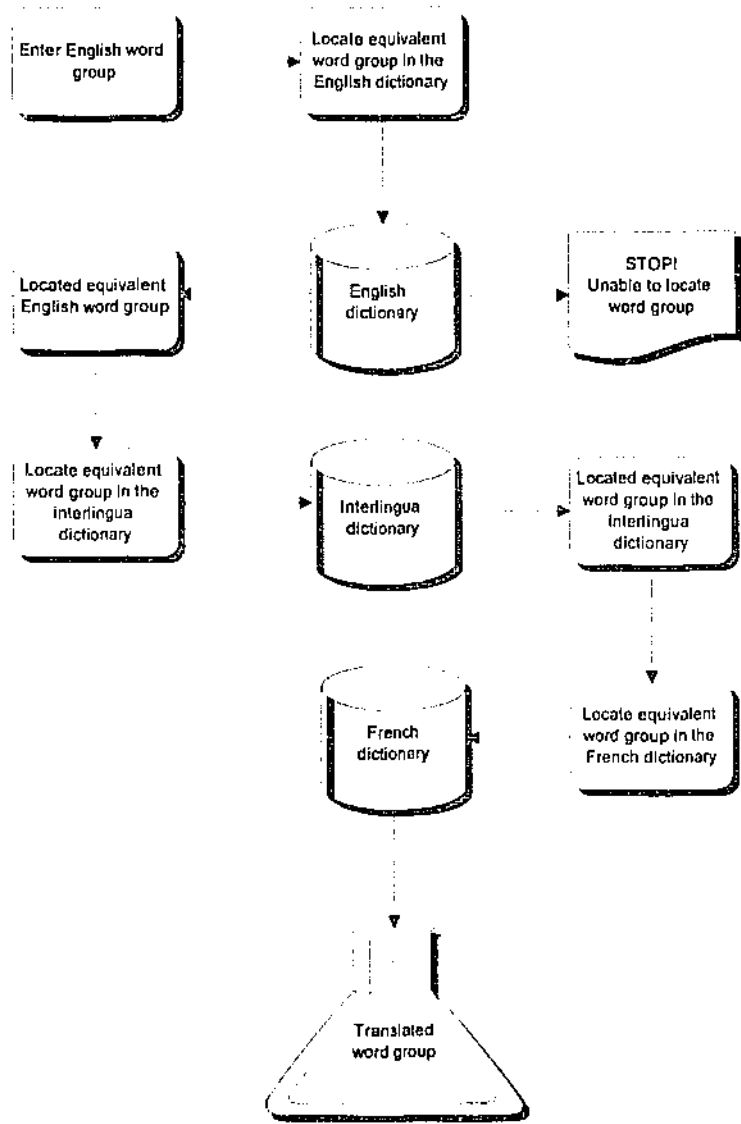 Enter English word
group
Locate equivalent
word group in the
English dictionary
Located equivalent
English word group
English
dictionary
STOP!
Unable to locate
word group
Locate equivalent
word group in the
interlingua
dictionary
Interlingua
dictionary
Located equivalent
word group in the
interlingua
dictionary
French
dictionary
Locate equivalent
word group in the
French dictionary
Translated
word group